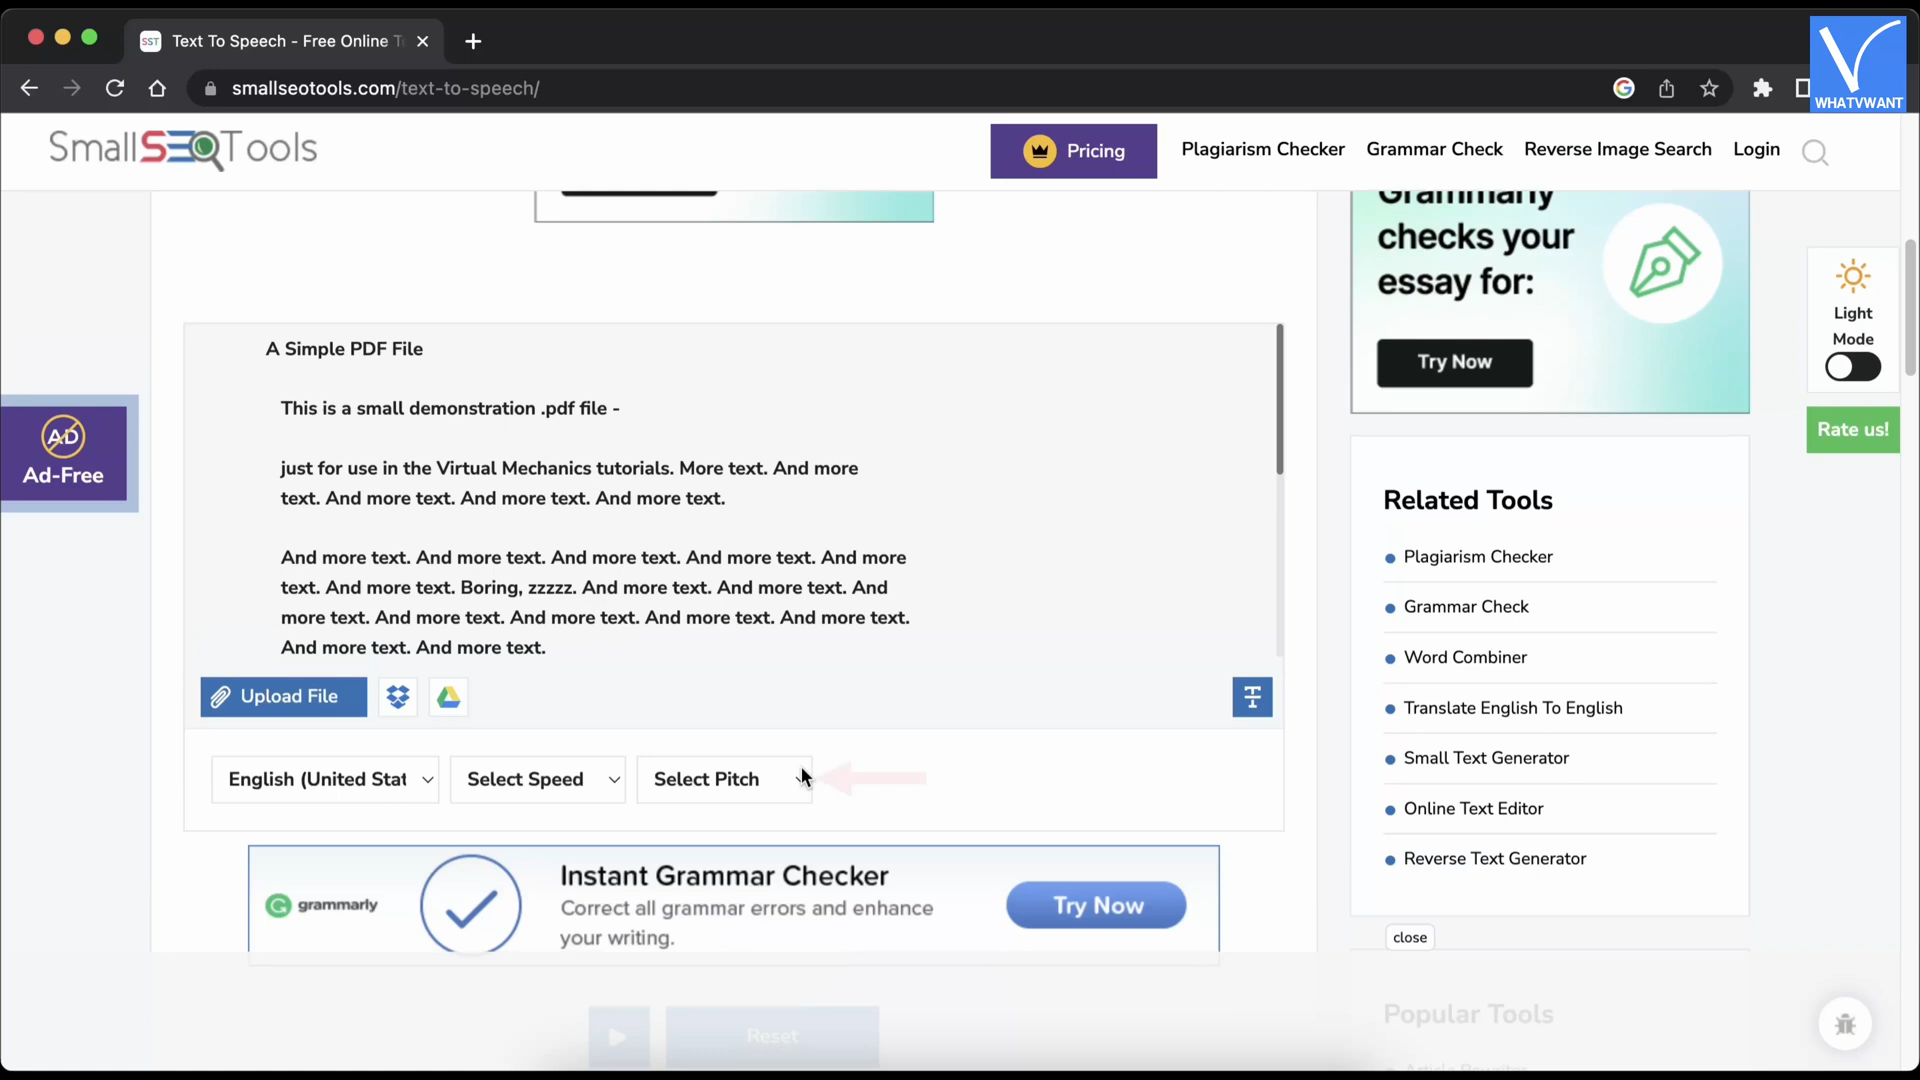 SST Text To Speech - Free Online T
smallseotools.com/text-to-speech/
WHATVWANT
SmallSEOTools
Pricing
Plagiarism Checker
Grammar Check
Reverse Image Search
Login
Grammarly
checks your
essay for:
Try Now
Light
Mode
Rate us!
AD
Ad-Free
A Simple PDF File
This is a small demonstration .pdf file -
just for use in the Virtual Mechanics tutorials. More text. And more
text. And more text. And more text. And more text.
And more text. And more text. And more text. And more text. And more
text. And more text. Boring, zzzzz. And more text. And more text. And
more text. And more text. And more text. And more text. And more text.
And more text. And more text.
Upload File
English (United Stat
Select Speed
Select Pitch
Related Tools
Plagiarism Checker
Grammar Check
Word Combiner
Translate English To English
Small Text Generator
Online Text Editor
Reverse Text Generator
grammarly
Instant Grammar Checker
Correct all grammar errors and enhance
your writing.
Try Now
close
Popular Tools
Reset